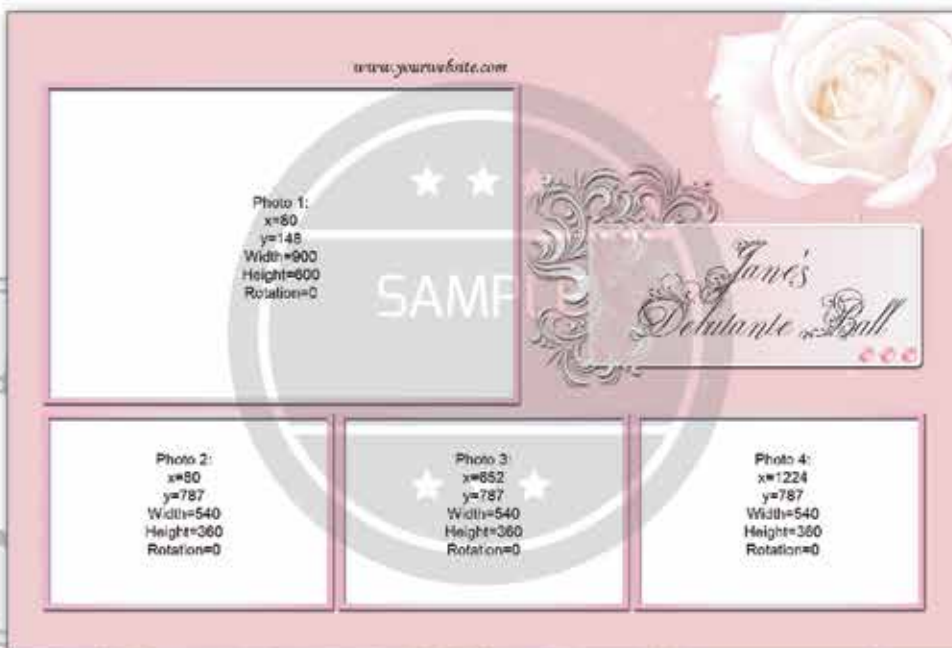 www.yourwebsite.com
Photo 1:
x=80
y=148
Width=900
Height=600
Rotation=0
SAMPLE
Jane's
Debutante Ball
Photo 2:
x=80
y=787
Width=540
Height=360
Rotation=0
Photo 3:
x=652
y=787
Width=540
Height=360
Rotation=0
Photo 4:
x=1224
y=787
Width=540
Height=360
Rotation=0